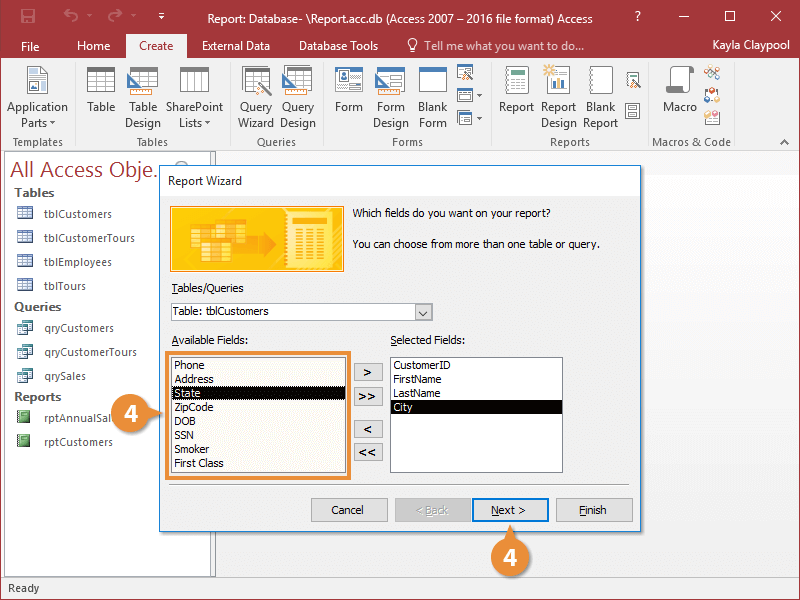 Report: Database- \Report.acc.db (Access 2007 – 2016 file format) Access
?
File
Home
Create
External Data
Database Tools
Tell me what you want to do...
Kayla Claypool
Application Parts
Table
Table Design
SharePoint Lists
Query Wizard
Query Design
Form
Form Design
Blank Form
Report
Report Design
Blank Report
Macro
Templates
Tables
Queries
Forms
Reports
Macros & Code
All Access Obje...
Tables
tblCustomers
tblCustomerTours
tblEmployees
tblTours
Queries
qryCustomers
qryCustomerTours
qrySales
Reports
rptAnnualSal
rptCustomers
Report Wizard
Which fields do you want on your report?
You can choose from more than one table or query.
Tables/Queries
Table: tblCustomers
Available Fields:
Phone
Address
State
ZipCode
DOB
SSN
Smoker
First Class
>
>>
<
<<
Selected Fields:
CustomerID
FirstName
LastName
City
4
Cancel
< Back
Next >
Finish
4
Ready